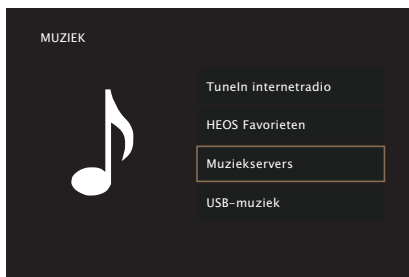 MUZIEK
TuneIn internetradio
HEOS Favorieten
Muziekservers
USB-muziek